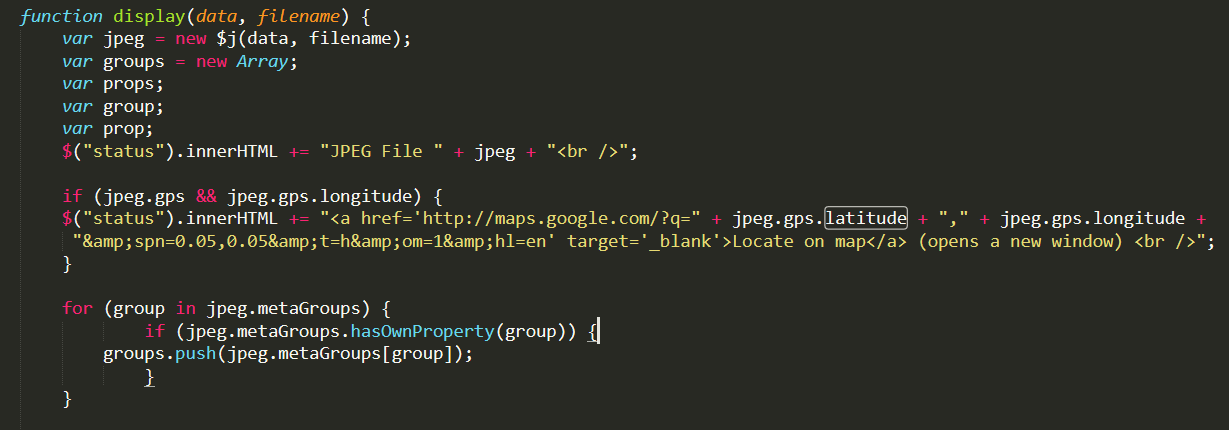 function display(data, filename) {
var jpeg = new $j(data, filename);
var groups = new Array;
var props;
var group;
var prop;
$("status").innerHTML += "JPEG File " + jpeg + "<br />";
if (jpeg.gps && jpeg.gps.longitude) {
$("status").innerHTML += "<a href='http://maps.google.com/?q=" + jpeg.gps.latitude + "," + jpeg.gps.longitude +
"&amp;spn=0.05,0.05&amp;t=h&amp;om=1&amp;hl=en' target='_blank'>Locate on map</a> (opens a new window) <br />";
}
for (group in jpeg.metaGroups) {
if (jpeg.metaGroups.hasOwnProperty(group)) {
groups.push(jpeg.metaGroups[group]);
}
}